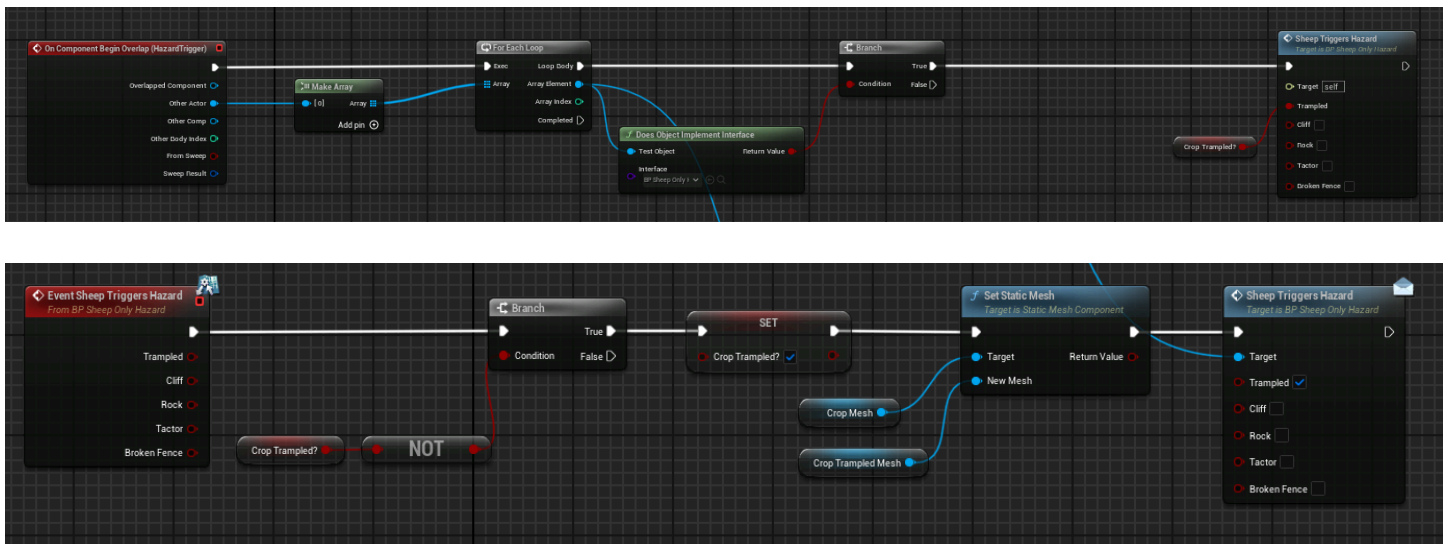 On Component Begin Overlap (HazardTrigger)
Overlapped Component
Other Actor
Other Comp
Other Body Index
From Sweep
Sweep Result
Make Array
[0]
Array
Add pin
For Each Loop
Exec
Loop Body
Array
Array Element
Array Index
Completed
f Does Object Implement Interface
Test Object
Return Value
Interface
BP Sheep Only
Branch
True
Condition
False
Crop Trampled?
Sheep Triggers Hazard
Target is BP Sheep Only Hazard
Target
self
Trampled
Cliff
Rock
Tactor
Broken Fence
Event Sheep Triggers Hazard
From BP Sheep Only Hazard
Trampled
Cliff
Rock
Tactor
Broken Fence
Crop Trampled?
NOT
Branch
True
Condition
False
SET
Crop Trampled?
Crop Mesh
Crop Trampled Mesh
f Set Static Mesh
Target is Static Mesh Component
Target
Return Value
New Mesh
Sheep Triggers Hazard
Target is BP Sheep Only Hazard
Target
Trampled
Cliff
Rock
Tactor
Broken Fence